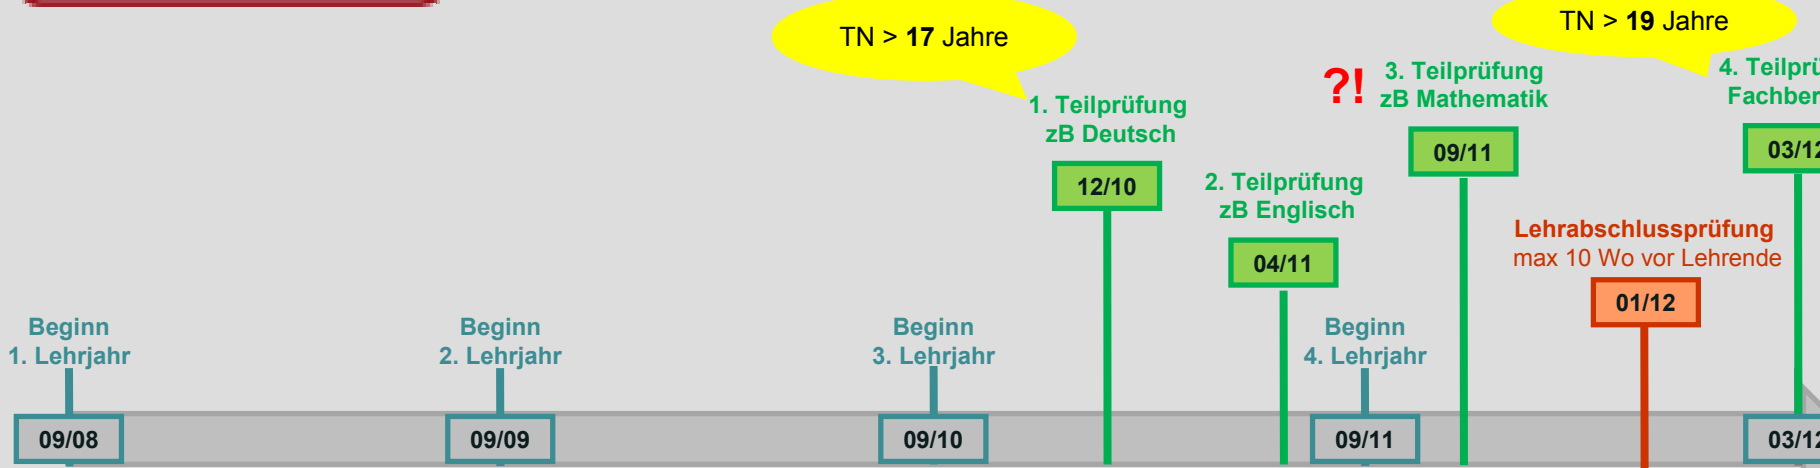 TN > 17 Jahre
TN > 19 Jahre
?!
3. Teilprüfung
zB Mathematik
4.
1. Teilprüfung
zB Deutsch
09/11
12/10
2. Teilprüfung
zB Englisch
04/11
Lehrabschlussprüfung
max 10 Wo vor Lehrende
01/12
Beginn
1. Lehrjahr
Beginn
2. Lehrjahr
Beginn
3. Lehrjahr
Beginn
4. Lehrjahr
09/08
09/09
09/10
09/11